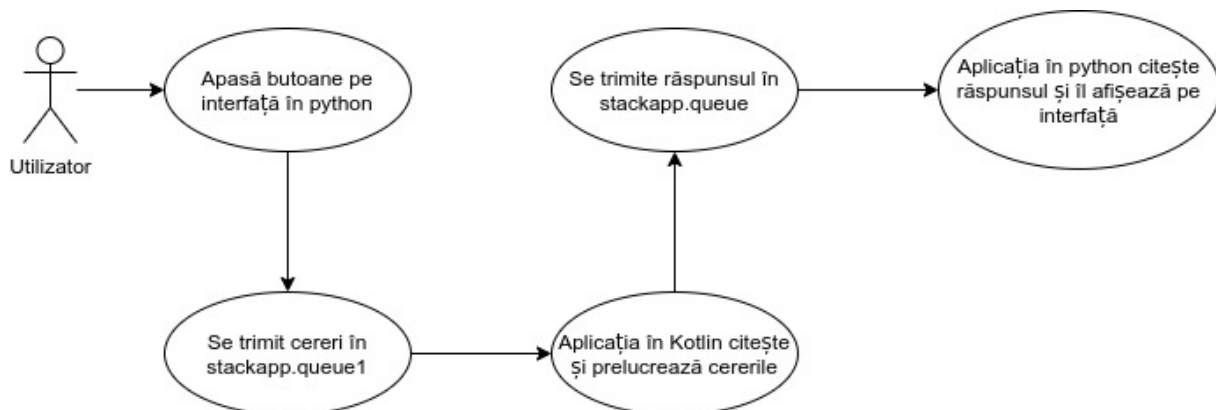 Utilizator
Apasă butoane pe
interfață în python
Se trimit cereri în
stackapp.queue1
Aplicația în Kotlin citește
și prelucrează cererile
Se trimite răspunsul în
stackapp.queue
Aplicația în python citește
răspunsul și îl afișează pe
interfață